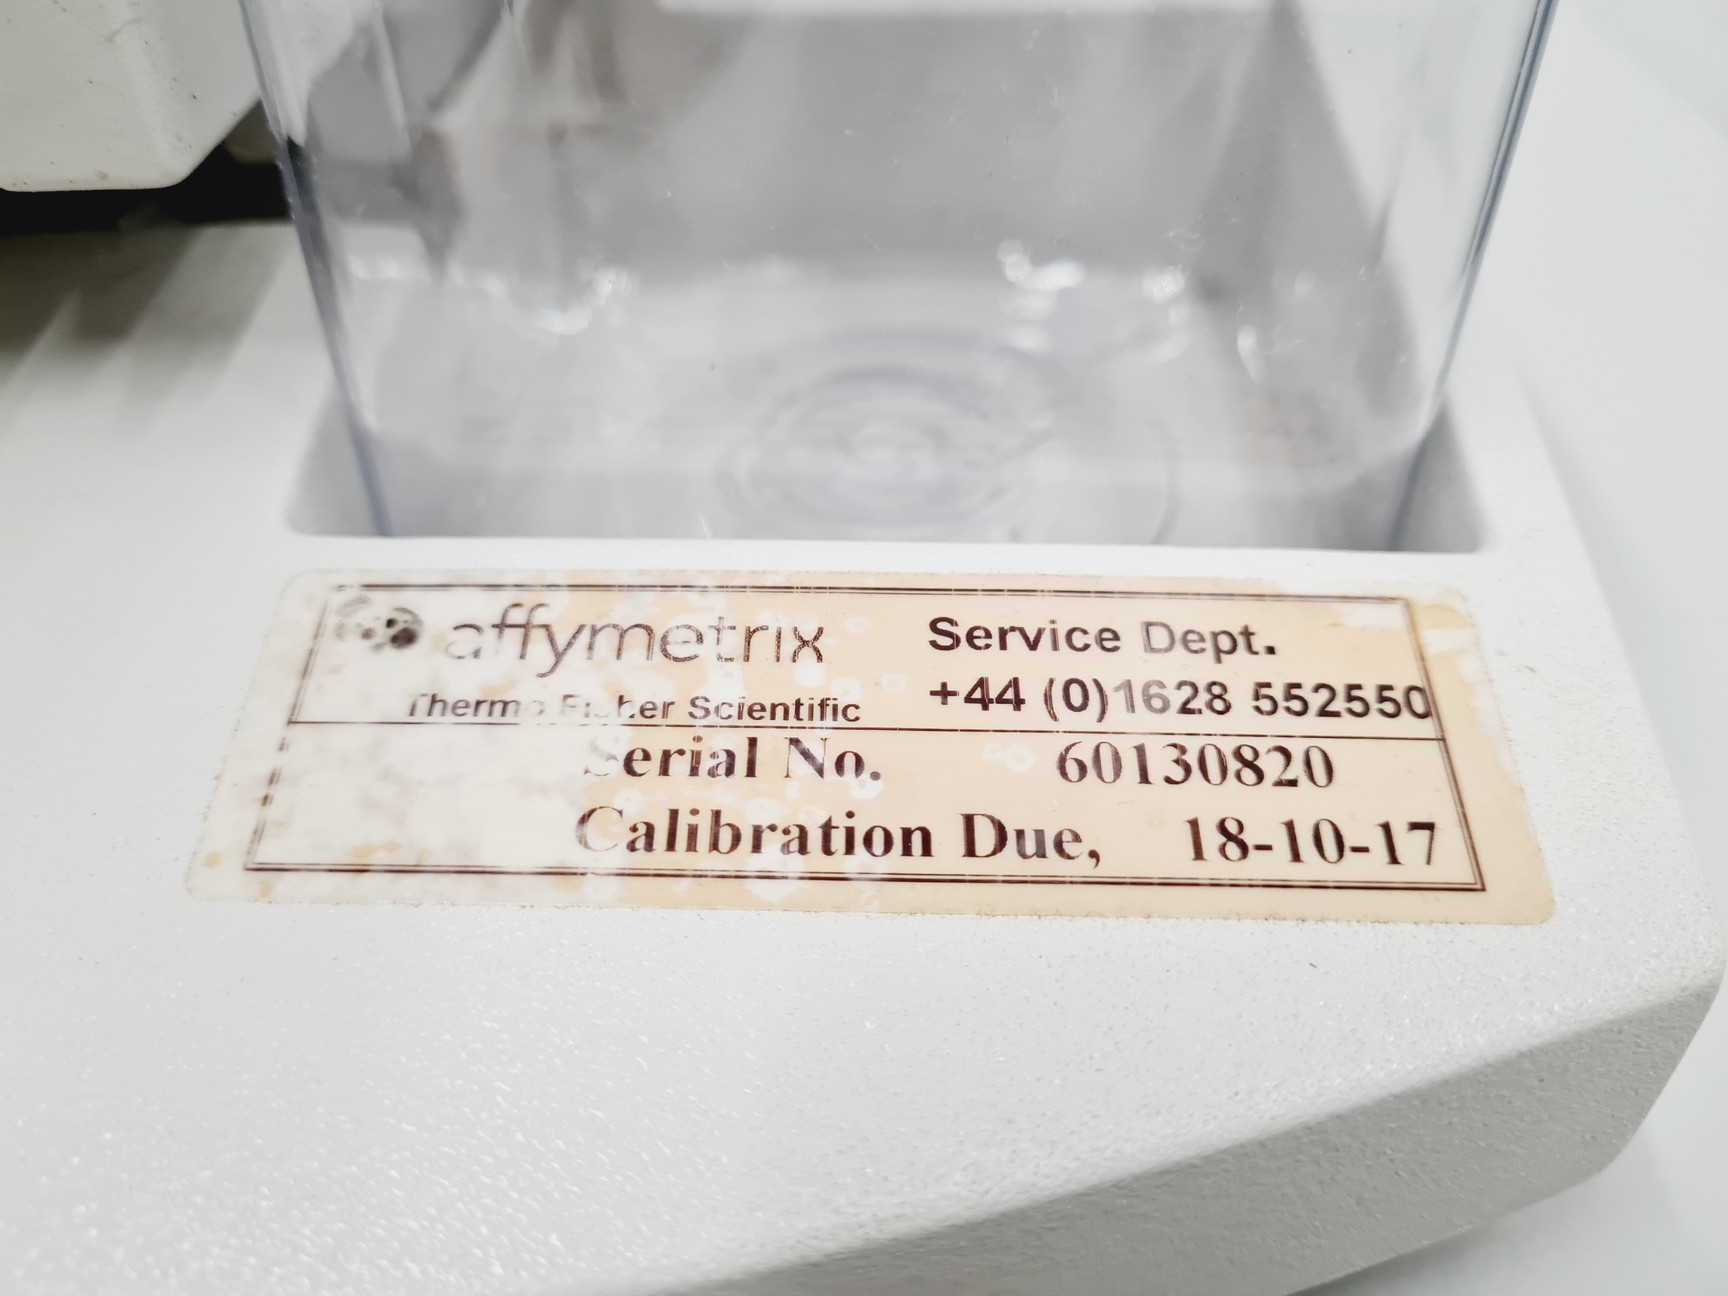 affymetrix
Thermo Fisher Scientific
Service Dept.
+44 (0)1628 552550
Serial No. 60130820
Calibration Due, 18-10-17